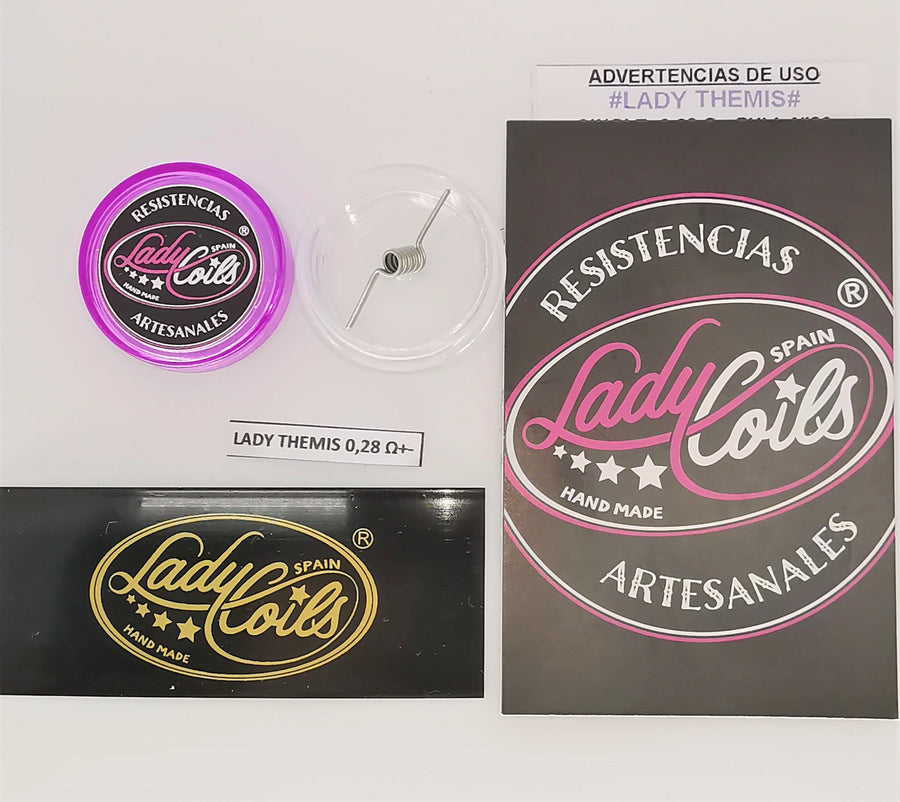 ADVERTENCIAS DE USO
#LADY THEMIS#
RESISTENCIAS
®
Lady Coils
SPAIN
HAND MADE
ARTESANALES
RESISTENCIAS
®
Lady Coils
SPAIN
HAND MADE
ARTESANALES
LADY THEMIS 0,28 Ω+-
®
Lady Coils
SPAIN
HAND MADE